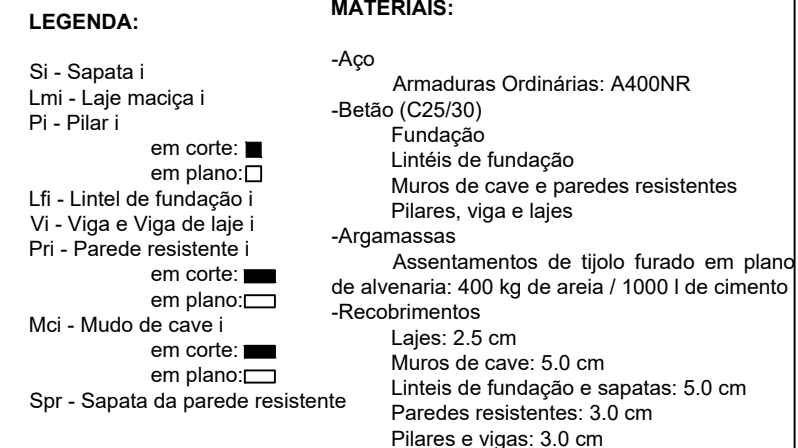 LEGENDA:
Si - Sapata i
Lmi - Laje maciça i
Pi - Pilar i
em corte:
em plano:
Lfi - Lintel de fundação i
Vi - Viga e Viga de laje i
Pri - Parede resistente i
em corte:
em plano:
Mci - Mudo de cave i
em corte:
em plano:
Spr - Sapata da parede resistente
MATERIAIS:
-Aço
Armaduras Ordinárias: A400NR
-Betão (C25/30)
Fundação
Lintéis de fundação
Muros de cave e paredes resistentes
Pilares, viga e lajes
-Argamassas
Assentamentos de tijolo furado em plano
de alvenaria: 400 kg de areia / 1000 l de cimento
-Recobrimentos
Lajes: 2.5 cm
Muros de cave: 5.0 cm
Linteis de fundação e sapatas: 5.0 cm
Paredes resistentes: 3.0 cm
Pilares e vigas: 3.0 cm